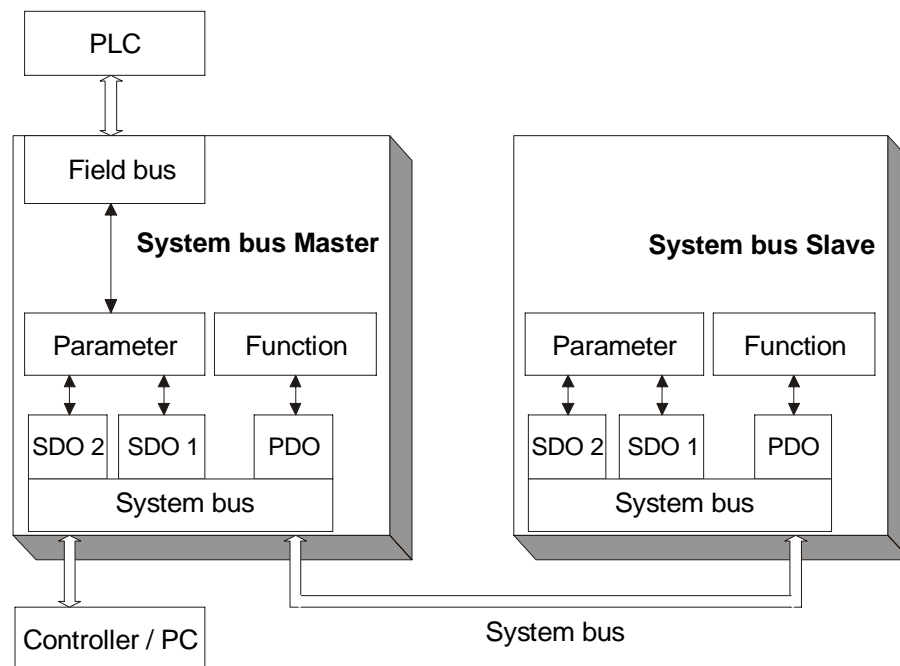 PLC
Field bus
System bus Master
System bus Slave
Parameter
Function
Parameter
Function
SDO 2
SDO 1
PDO
SDO 2
SDO 1
PDO
System bus
System bus
Controller / PC
System bus